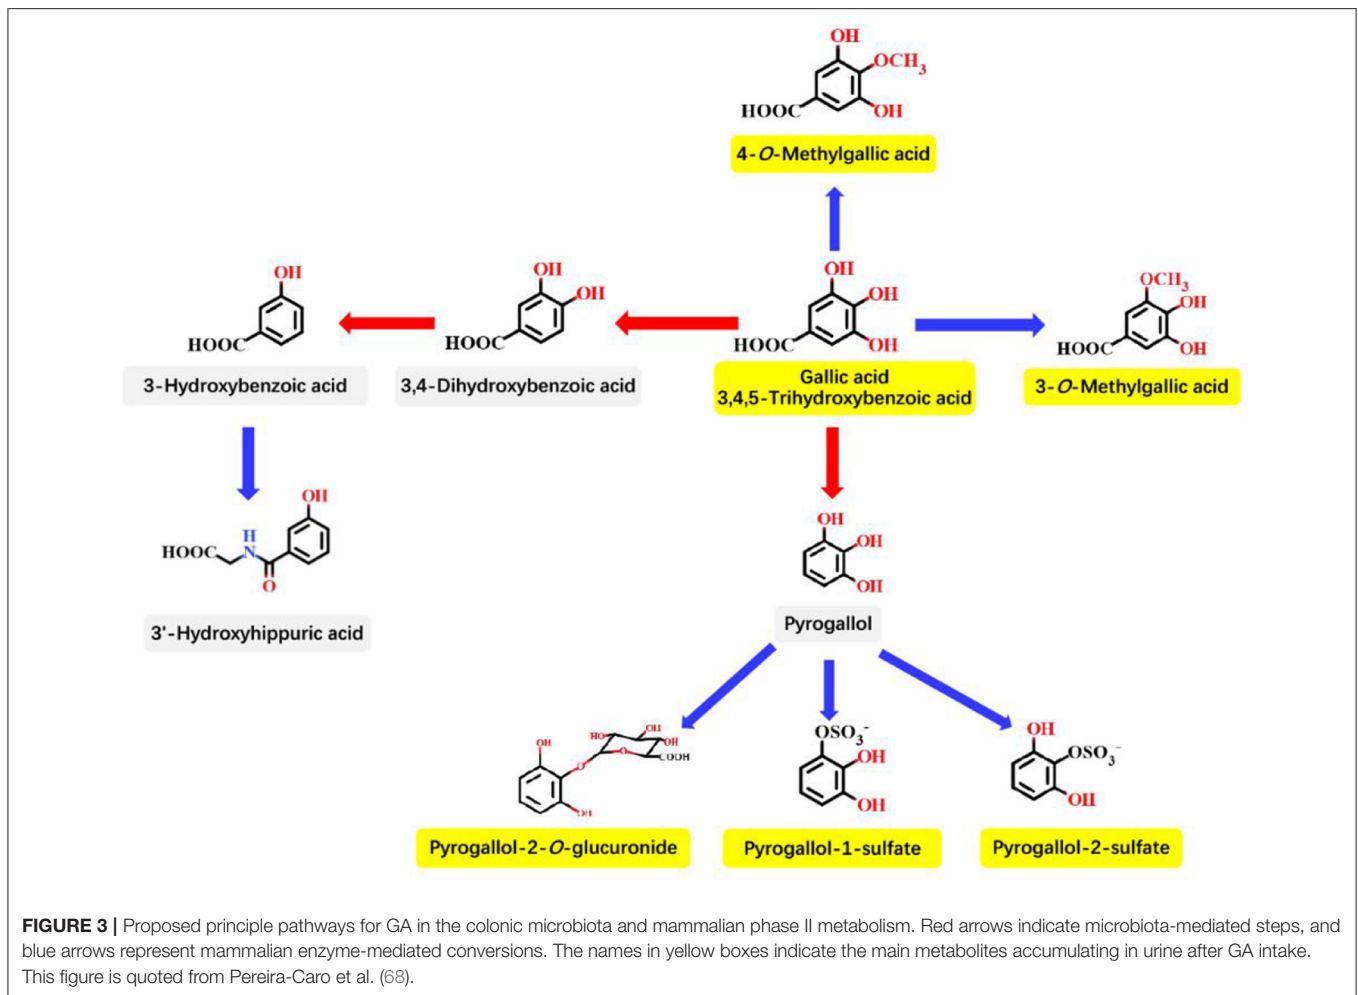 OH
OCH3
HOOC
OH
4-O-Methylgallic acid
OH
HOOC
3-Hydroxybenzoic acid
OH
OH
HOOC
3,4-Dihydroxybenzoic acid
OH
OH
HOOC
OH
Gallic acid
3,4,5-Trihydroxybenzoic acid
OCH3
OH
HOOC
OH
3-O-Methylgallic acid
OH
H
HOOC
N
O
3'-Hydroxyhippuric acid
OH
OH
OH
Pyrogallol
OH
HO
OH
OH
O
O
COOH
OH
Pyrogallol-2-O-glucuronide
OSO3-
OH
OH
Pyrogallol-1-sulfate
OH
OSO3-
OH
Pyrogallol-2-sulfate
FIGURE 3 | Proposed principle pathways for GA in the colonic microbiota and mammalian phase II metabolism. Red arrows indicate microbiota-mediated steps, and
blue arrows represent mammalian enzyme-mediated conversions. The names in yellow boxes indicate the main metabolites accumulating in urine after GA intake.
This figure is quoted from Pereira-Caro et al. (68).